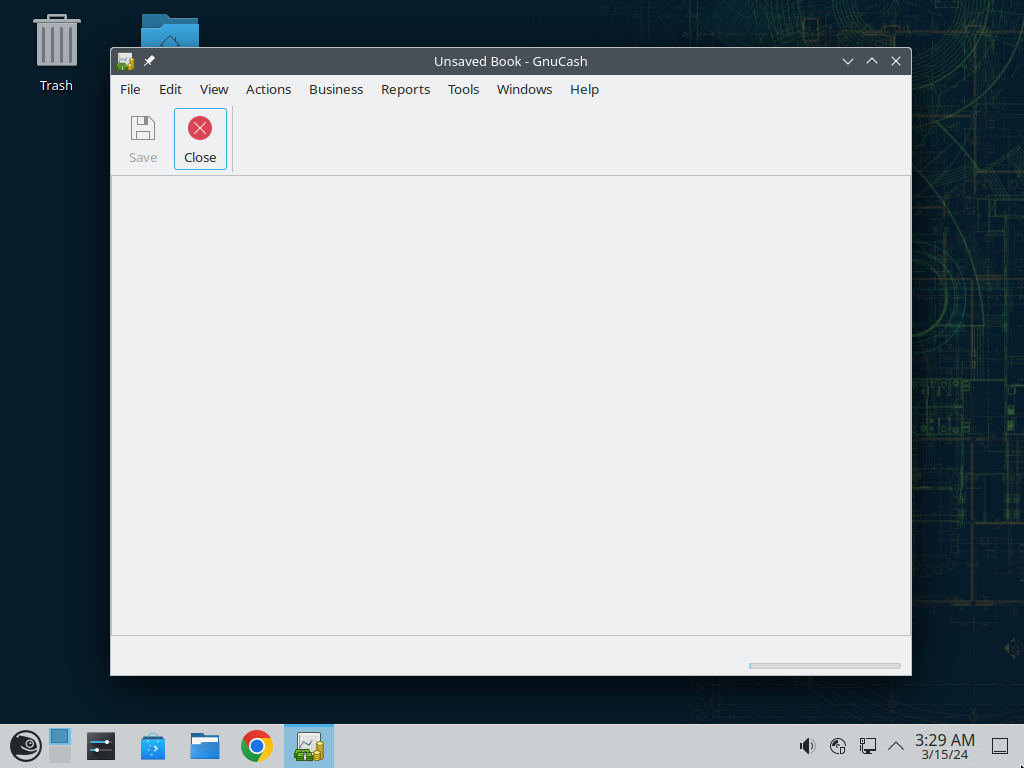 Trash
Unsaved Book - GnuCash
File Edit View Actions Business Reports Tools Windows Help
Save Close
3:29 AM
3/15/24